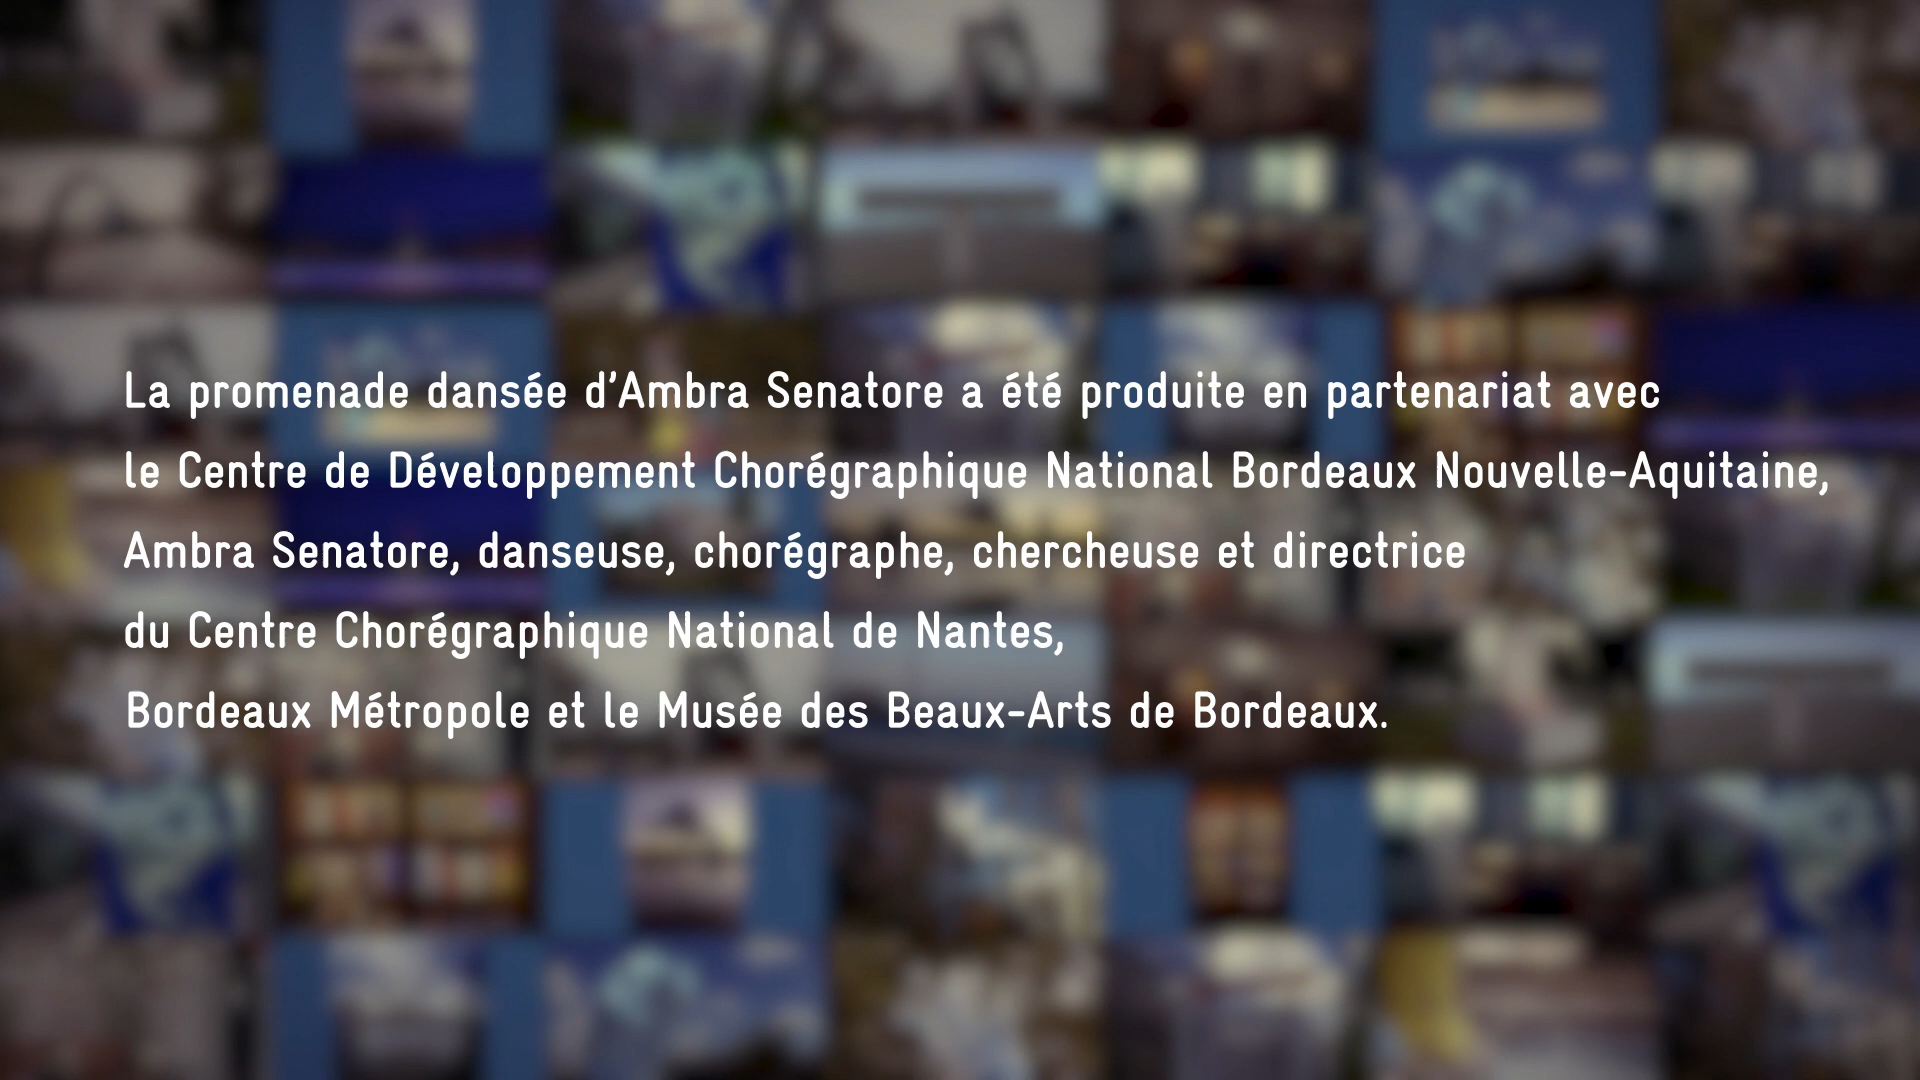 La promenade dansée d’Ambra Senatore a été produite en partenariat avec
le Centre de Développement Chorégraphique National Bordeaux Nouvelle-Aquitaine,
Ambra Senatore, danseuse, chorégraphe, chercheuse et directrice
du Centre Chorégraphique National de Nantes,
Bordeaux Métropole et le Musée des Beaux-Arts de Bordeaux.